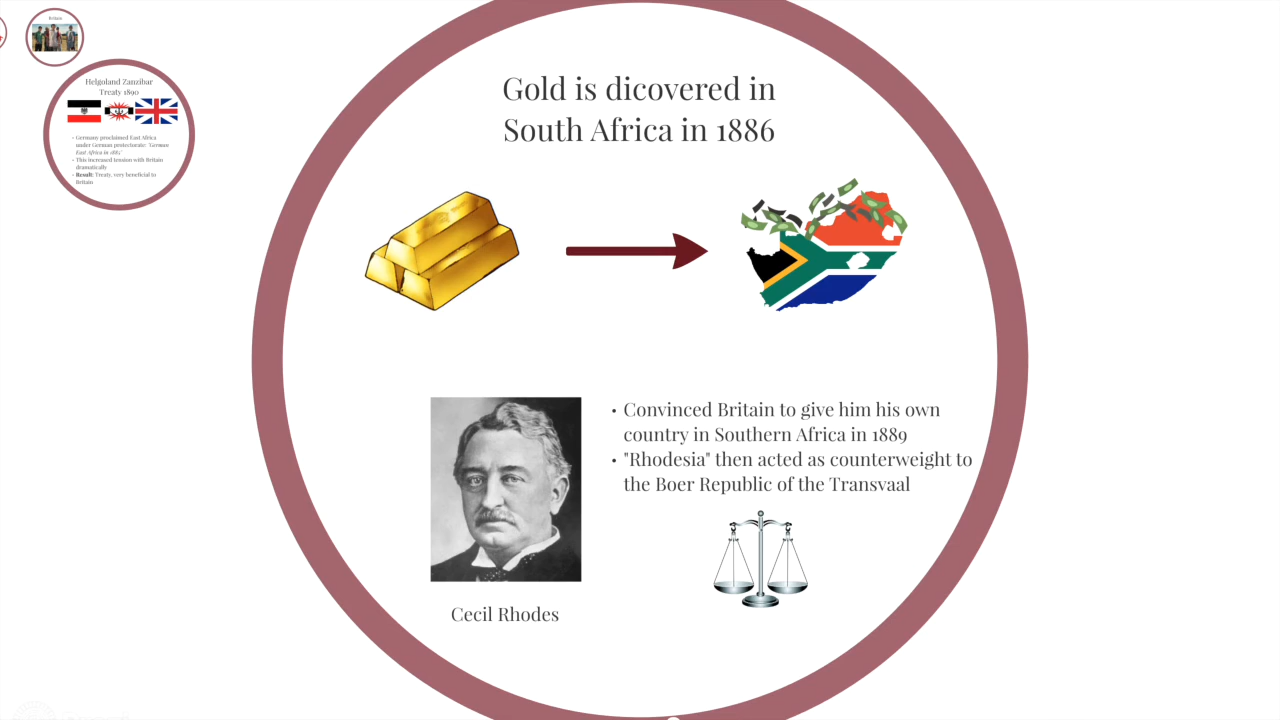 Britain
Helgoland Zanzibar
Treaty 1890
• Germany proclaimed East Africa
under German protectorate: "German
East Africa in 1885"
• This increased tension with Britain
dramatically
• Result: Treaty, very beneficial to
Britain
Gold is dicovered in
South Africa in 1886
• Convinced Britain to give him his own
country in Southern Africa in 1889
• "Rhodesia" then acted as counterweight to
the Boer Republic of the Transvaal
Cecil Rhodes